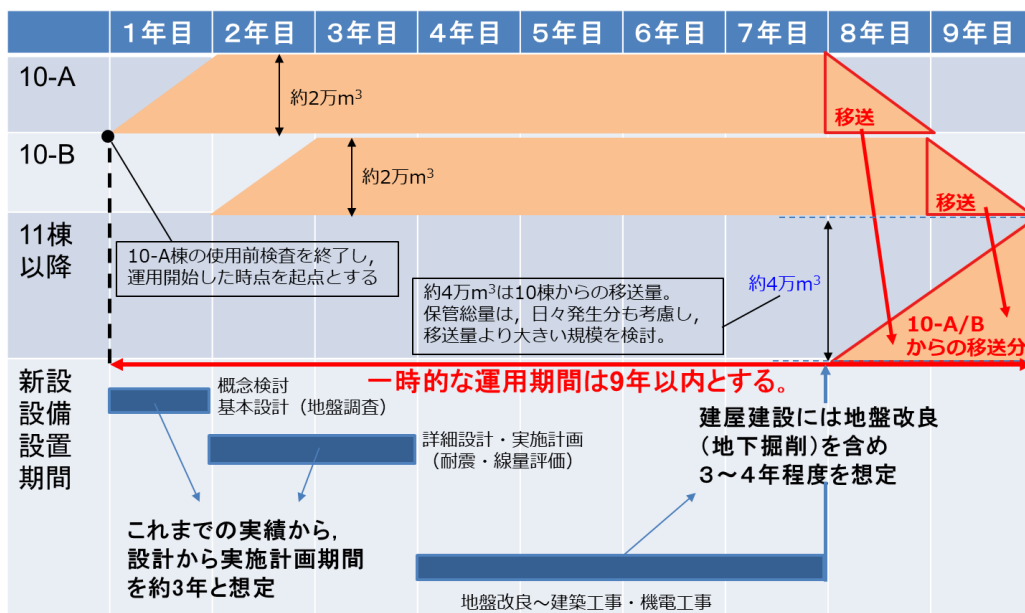 1年目 2年目 3年目 4年目 5年目 6年目 7年目 8年目 9年目
10-A
約2万m³
移送
10-B
約2万m³
移送
11棟
以降
10-A棟の使用前検査を終了し,
運用開始した時点を起点とする
約4万m³は10棟からの移送量。
保管総量は,日々発生分も考慮し,
移送量より大きい規模を検討。
約4万m³
10-A/B
からの移送分
一時的な運用期間は9年以内とする。
新設
設備
設置
期間
概念検討
基本設計(地盤調査)
詳細設計・実施計画
(耐震・線量評価)
建屋建設には地盤改良
(地下掘削)を含め
3～4年程度を想定
これまでの実績から,
設計から実施計画期間
を約3年と想定
地盤改良～建築工事・機電工事